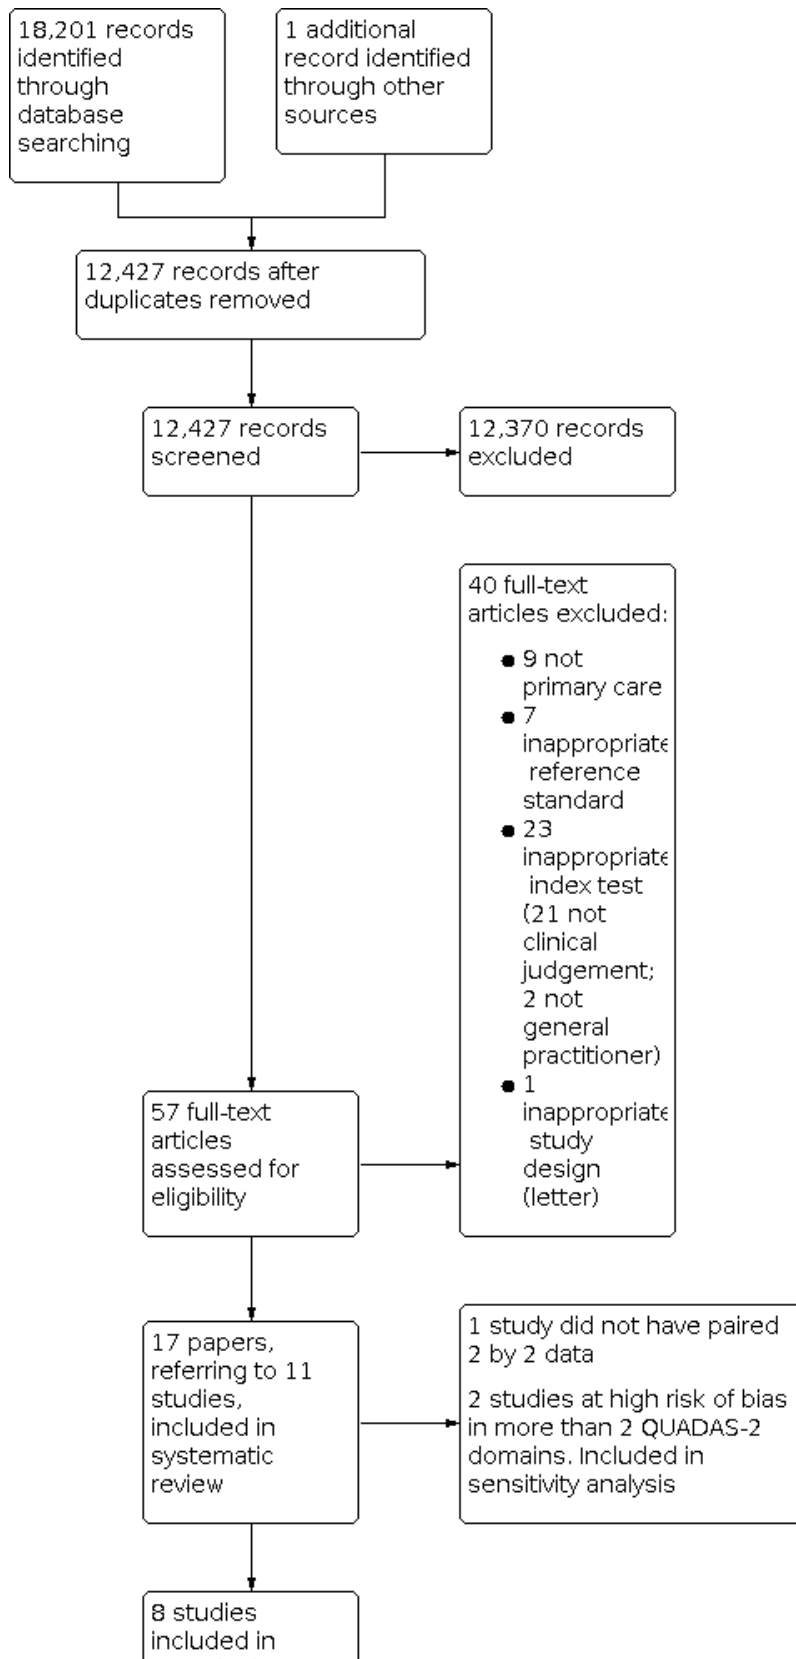 18,201 records
identified
through
database
searching
1 additional
record identified
through other
sources
12,427 records after
duplicates removed
12,427 records
screened
12,370 records
excluded
40 full-text
articles excluded:
● 9 not
primary care
● 7
inappropriate
reference
standard
● 23
inappropriate
index test
(21 not
clinical
judgement;
2 not
general
practitioner)
● 1
inappropriate
study
design
(letter)
57 full-text
articles
assessed for
eligibility
17 papers,
referring to 11
studies,
included in
systematic
review
1 study did not have paired
2 by 2 data
2 studies at high risk of bias
in more than 2 QUADAS-2
domains. Included in
sensitivity analysis
8 studies
included in